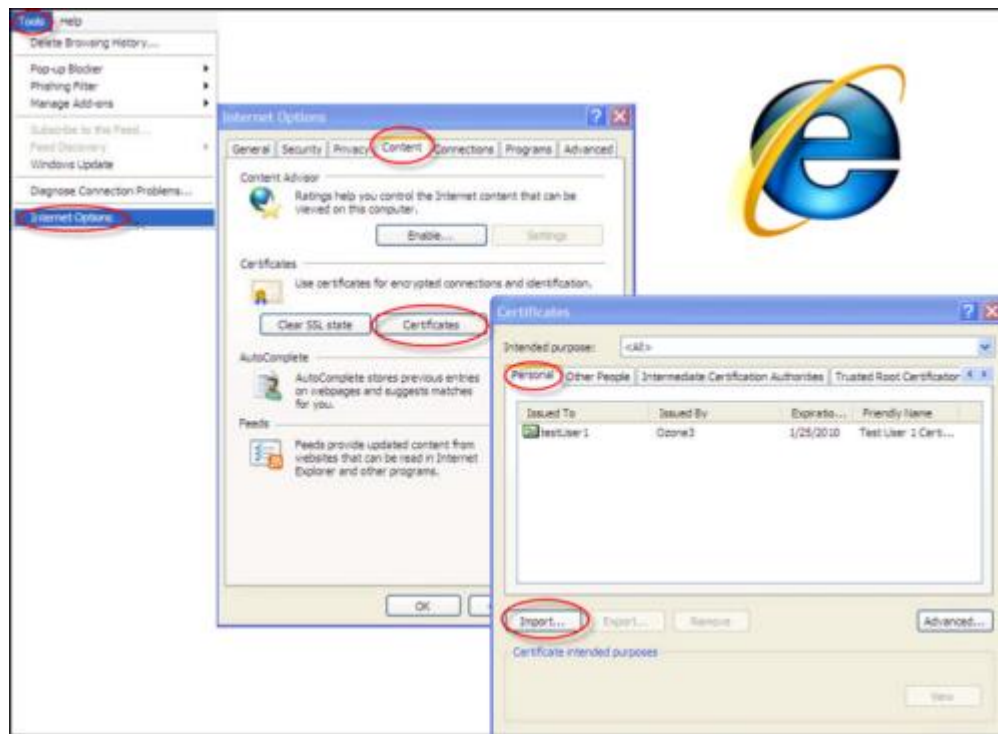 Tools Help
Delete Browsing History...
Pop-up Blocker
Phishing Filter
Manage Add-ons
Subscribe to this Feed...
Feed Discovery
Windows Update
Diagnose Connection Problems...
Internet Options
Internet Options
General Security Privacy Content Connections Programs Advanced
Content Advisor
Ratings help you control the Internet content that can be
viewed on this computer.
Enable... Settings
Certificates
Use certificates for encrypted connections and identification.
Clear SSL state Certificates
AutoComplete
AutoComplete stores previous entries
on webpages and suggests matches
for you.
Feeds
Feeds provide updated content from
websites that can be read in Internet
Explorer and other programs.
OK
Certificates
Intended purpose: <All>
Personal Other People Intermediate Certification Authorities Trusted Root Certification
Issued To Issued By Expiratio... Friendly Name
testUser1 Ozone3 1/25/2010 Test User 1 Cert...
Import... Export... Remove Advanced...
Certificate intended purposes
View